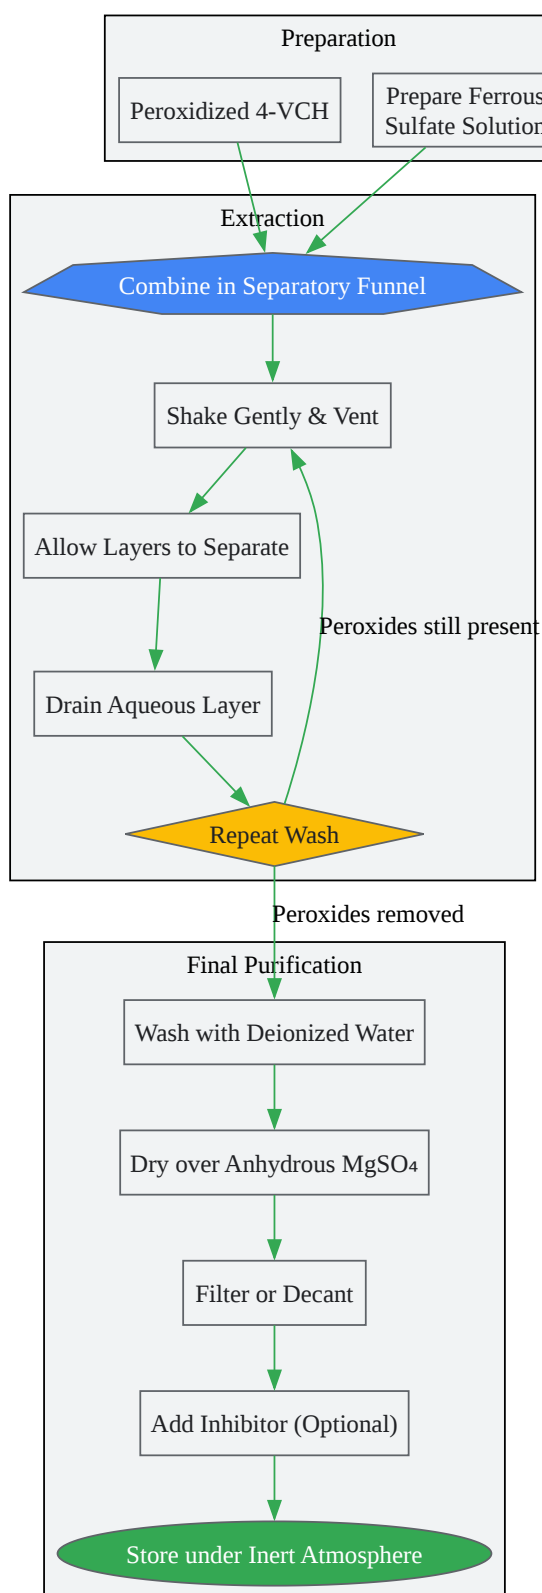 Preparation
Peroxidized 4-VCH
Prepare Ferrous
Sulfate Solution
Extraction
Combine in Separatory Funnel
Shake Gently & Vent
Allow Layers to Separate
Peroxides still present
Drain Aqueous Layer
Repeat Wash
Peroxides removed
Final Purification
Wash with Deionized Water
Dry over Anhydrous MgSO₄
Filter or Decant
Add Inhibitor (Optional)
Store under Inert Atmosphere